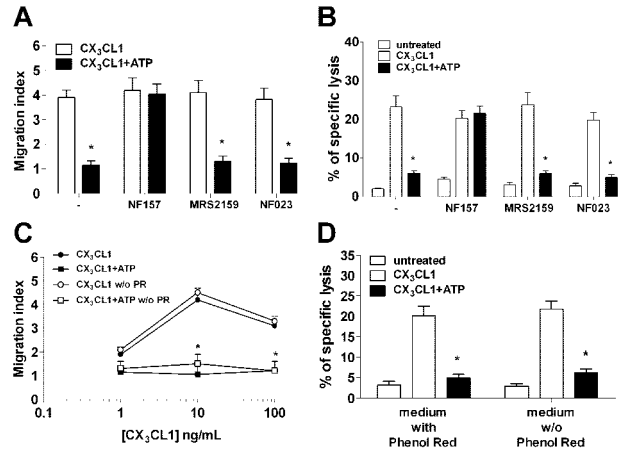 A
CX3CL1
CX3CL1+ATP
Migration index
6
5
4
3
2
1
0
*
*
*
-
NF157
MRS2159
NF023
B
untreated
CX3CL1
CX3CL1+ATP
% of specific lysis
40
30
20
10
0
*
*
*
-
NF157
MRS2159
NF023
C
CX3CL1
CX3CL1+ATP
CX3CL1 w/o PR
CX3CL1+ATP w/o PR
Migration index
6
5
4
3
2
1
0
*
*
0.1
1
10
100
[CX3CL1] ng/mL
D
untreated
CX3CL1
CX3CL1+ATP
% of specific lysis
35
30
25
20
15
10
5
0
*
*
medium
with
Phenol Red
medium
w/o
Phenol Red